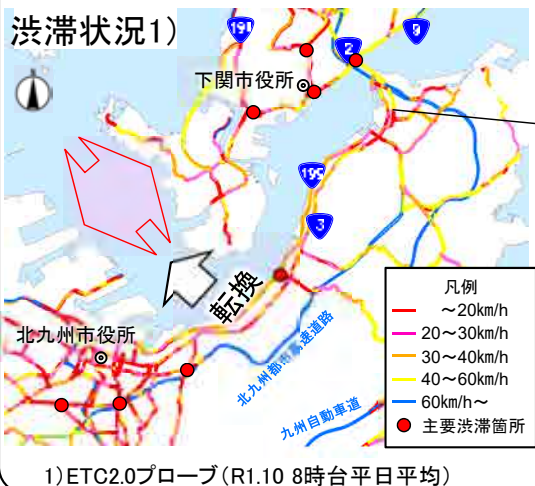 渋滞状況1)
191
9
2
下関市役所
199
3
転換
北九州市役所
北九州都市高速道路
九州自動車道
凡例
~20km/h
20~30km/h
30~40km/h
40~60km/h
60km/h~
主要渋滞箇所
1)ETC2.0プローブ(R1.10 8時台平日平均)